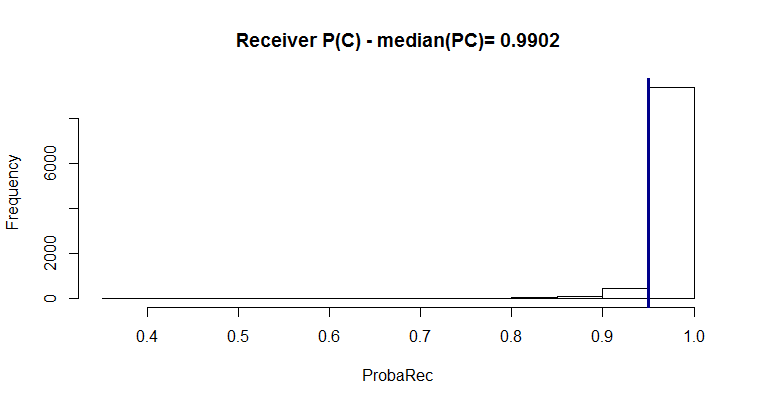 Receiver P(C) - median(PC)= 0.9902
Frequency
6000
2000
0
0.4 0.5 0.6 0.7 0.8 0.9 1.0
ProbaRec